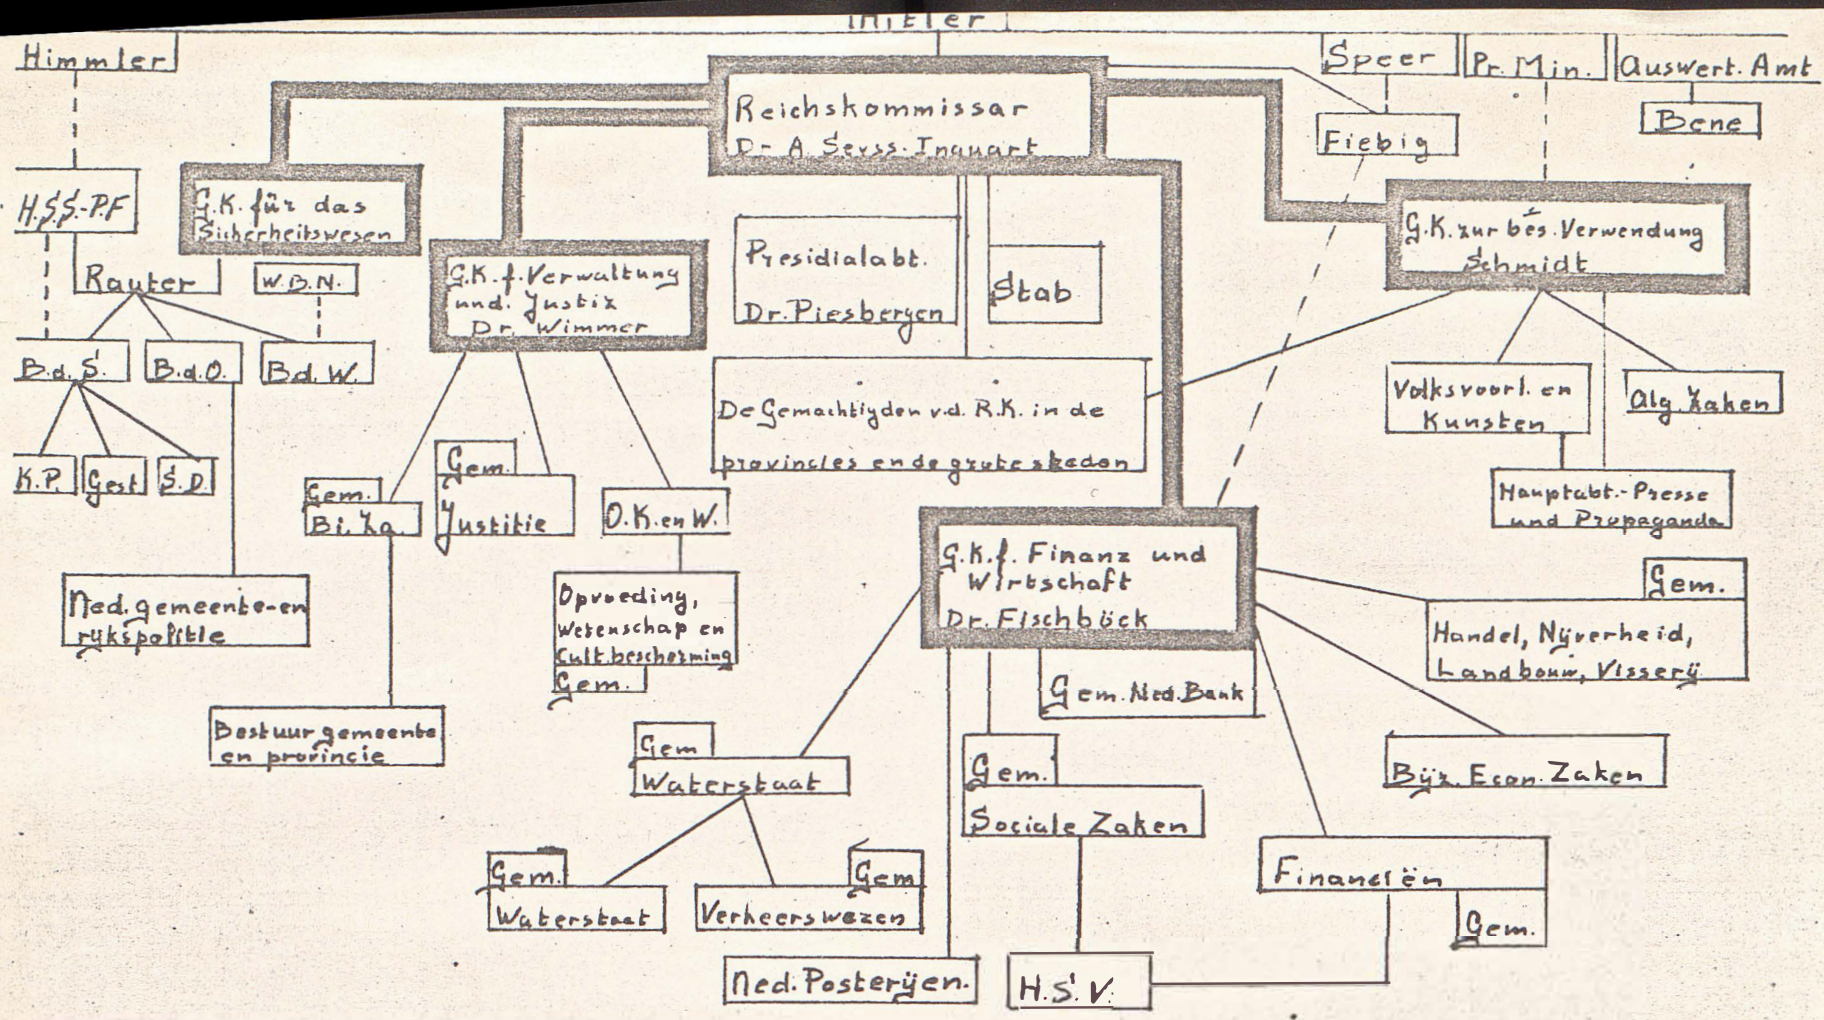 Hitler
Himmler
Speer
Pr. Min.
Auswert. Amt
Bene
Reichskommissar
Dr A. Seyss. Inquart
Fiebig
H.S.S.-P.F
G.K. für das
Sicherheitswesen
G.K. zur bes. Verwendung
Schmidt
Rauter
W.B.N.
G.K. f. Verwaltung
und. Justiz
Dr. Wimmer
Presidialabt.
Dr. Piesbergen
Stab
B.d.S.
B.d.O.
B.d.W.
De Gemachtigden v.d. R.K. in de
provincies en de grote steden
Volksvoorl. en
Kunsten
Alg. Zaken
K.P.
Gest
S.D.
Gem.
Bi. Za.
Gem.
Justitie
O.K. en W.
Hauptabt.-Presse
und Propaganda
G.K. f. Finanz und
Wirtschaft
Dr. Fischböck
Ned. gemeente-en
rijkspolitie
Opvoeding,
Wetenschap en
Cult. bescherming
Gem.
Gem.
Handel, Nijverheid,
Landbouw, Visserij
Gem. Ned. Bank
Bestuur gemeente
en provincie
Gem
Waterstaat
Gem.
Sociale Zaken
Bijz. Econ. Zaken
Gem.
Waterstaat
Gem
Verkeerswezen
Financiën
Gem.
Ned. Posterijen.
H.S.V.